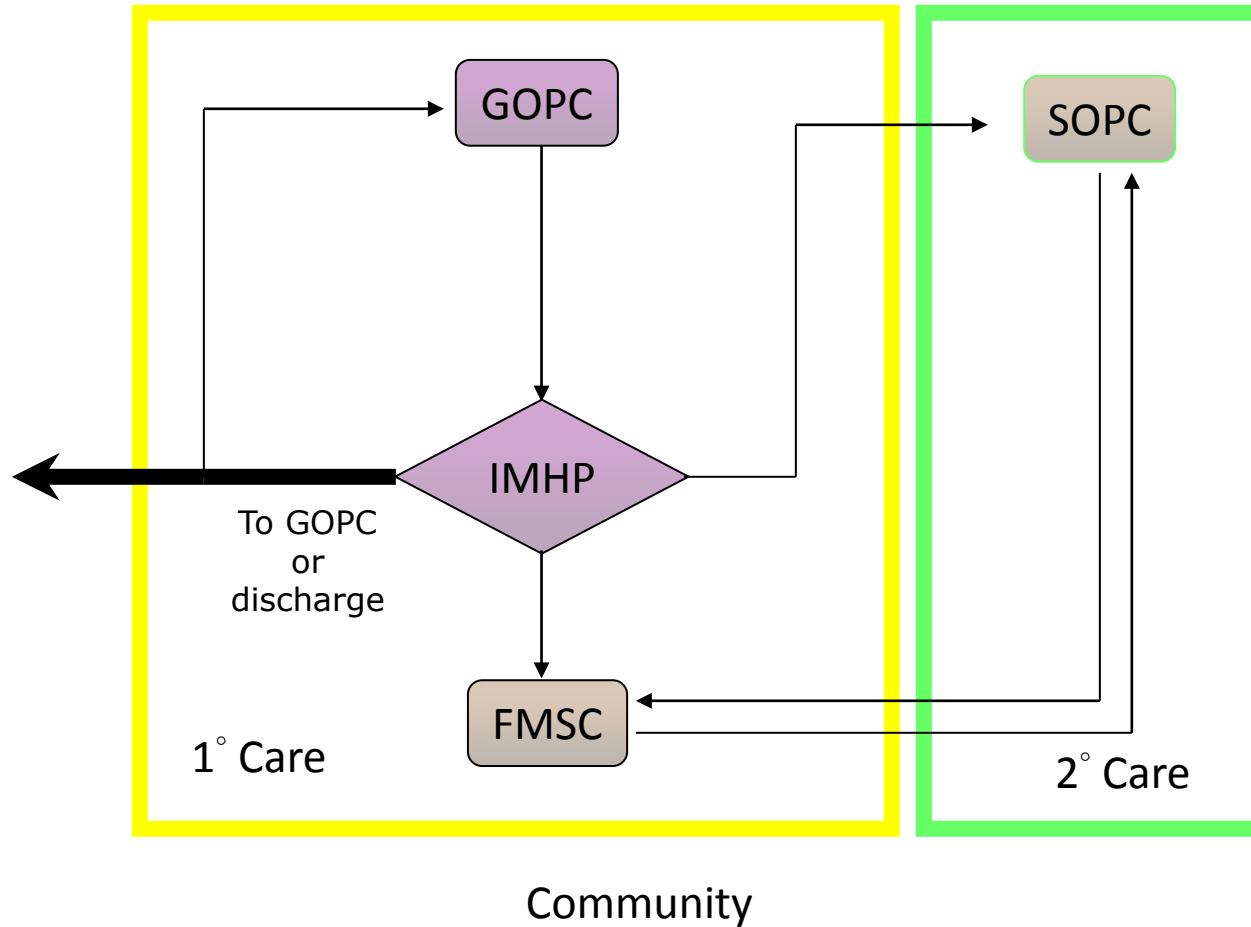 GOPC
SOPC
IMHP
To GOPC
or
discharge
FMSC
1° Care
2° Care
Community